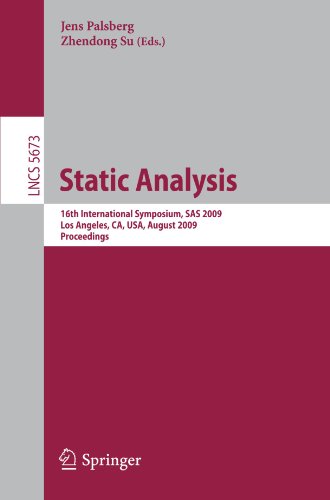 Jens Palsberg
Zhendong Su (Eds.)
LNCS 5673
Static Analysis
16th International Symposium, SAS 2009
Los Angeles, CA, USA, August 2009
Proceedings
Springer